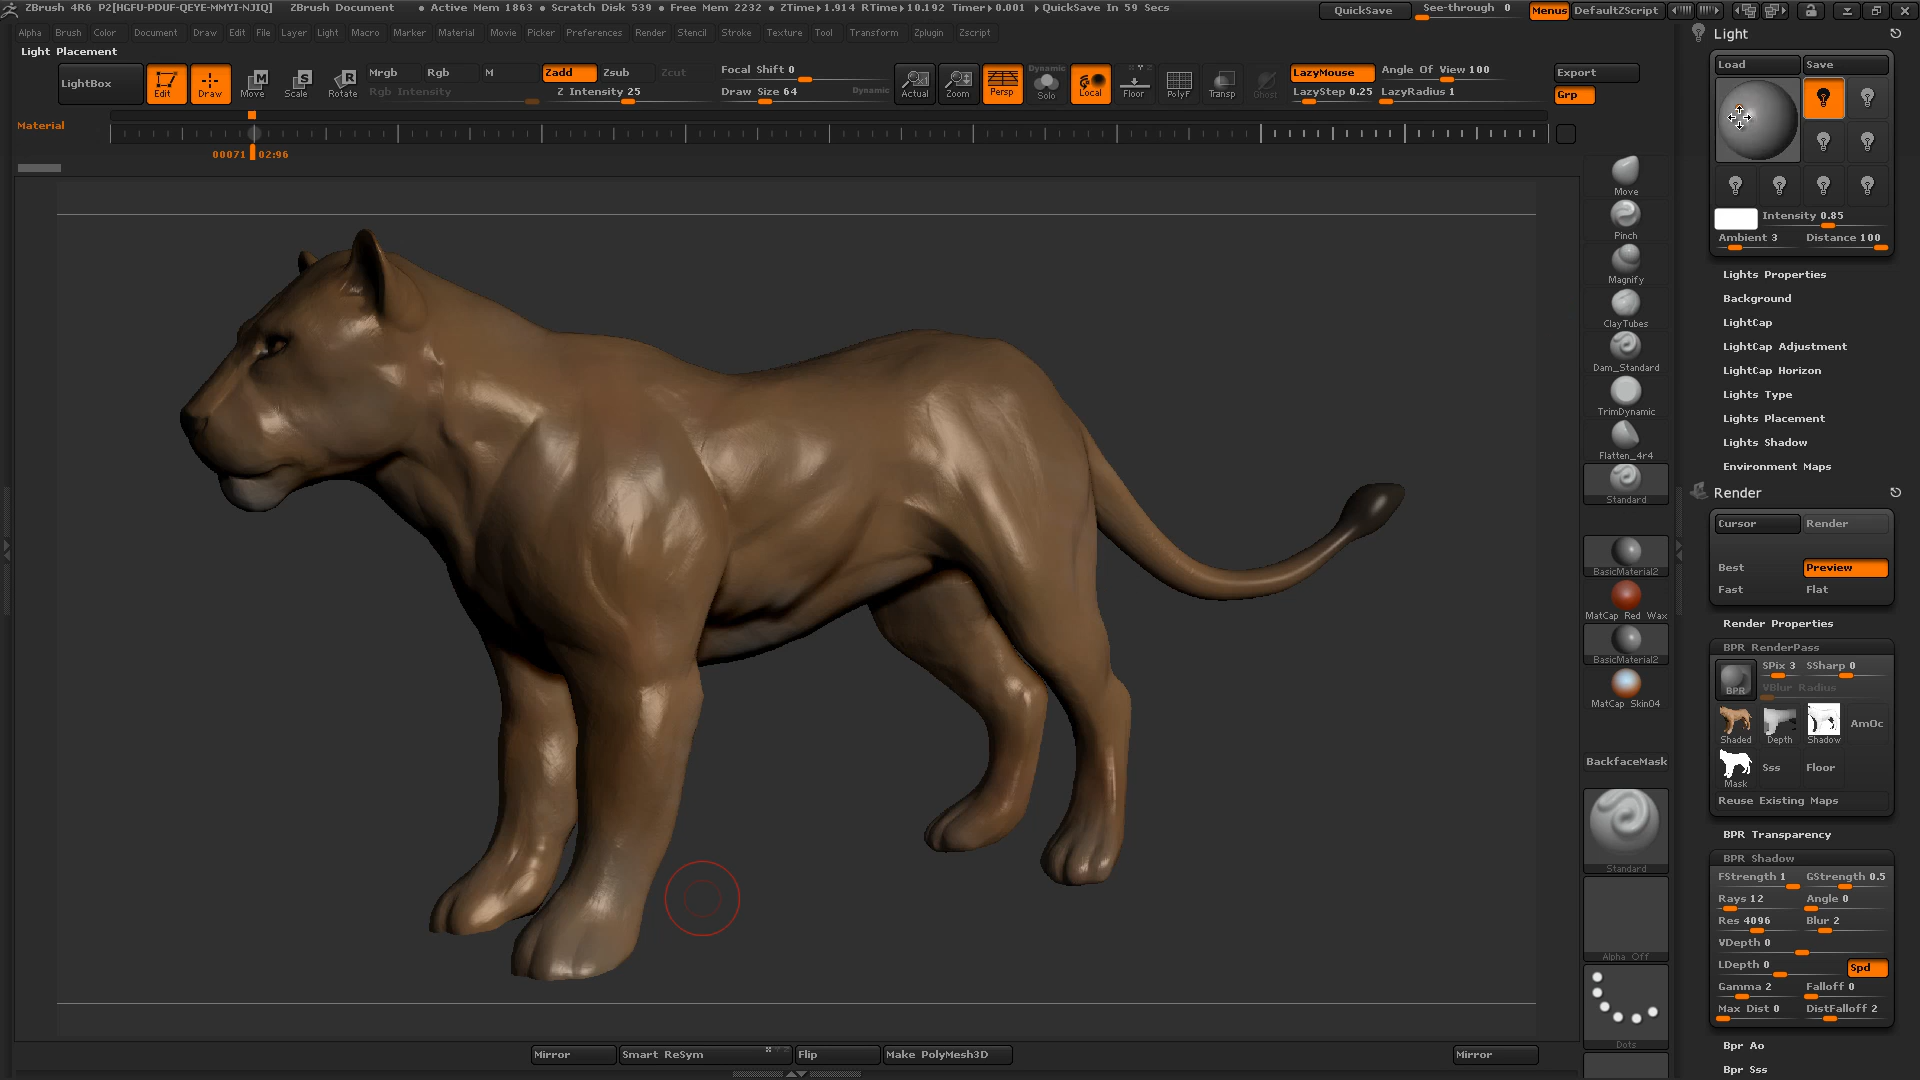 ZBrush 4R6 P2[HGFU-PDUF-QEYE-MMYI-NJIQ] ZBrush Document • Active Mem 1863 • Scratch Disk 539 • Free Mem 2232 • ZTime▸1.914 RTime▸10.192 Timer▸0.001 ▸QuickSave In 59 Secs QuickSave See-through 0 Menus DefaultZScript
Alpha Brush Color Document Draw Edit File Layer Light Macro Marker Material Movie Picker Preferences Render Stencil Stroke Texture Tool Transform Zplugin Zscript
Light Placement
LightBox Edit Draw Move Scale Rotate
M S R
Mrgb Rgb M Zadd Zsub Zcut
Rgb Intensity Z Intensity 25
Focal Shift 0
Draw Size 64 Dynamic
Actual Zoom Persp Dynamic Solo Local Floor PolyF Transp Ghost
LazyMouse Angle Of View 100
LazyStep 0.25 LazyRadius 1
Export
Grp
Material
00071 02:96
Move
Pinch
Magnify
ClayTubes
Dam_Standard
TrimDynamic
Flatten_4r4
Standard
BasicMaterial2
MatCap Red Wax
BasicMaterial2
MatCap Skin04
BackfaceMask
Standard
Alpha Off
Dots
Light
Load Save
Intensity 0.85
Ambient 3 Distance 100
Lights Properties
Background
LightCap
LightCap Adjustment
LightCap Horizon
Lights Type
Lights Placement
Lights Shadow
Environment Maps
Render
Cursor Render
Best Preview
Fast Flat
Render Properties
BPR RenderPass
BPR SPix 3 SSharp 0
VBlur Radius
Shaded Depth Shadow AmOc
Mask Sss Floor
Reuse Existing Maps
BPR Transparency
BPR Shadow
FStrength 1 GStrength 0.5
Rays 12 Angle 0
Res 4096 Blur 2
VDepth 0
LDepth 0 Spd
Gamma 2 Falloff 0
Max Dist 0 DistFalloff 2
Bpr Ao
Bpr Sss
Mirror Smart ReSym Flip Make PolyMesh3D Mirror